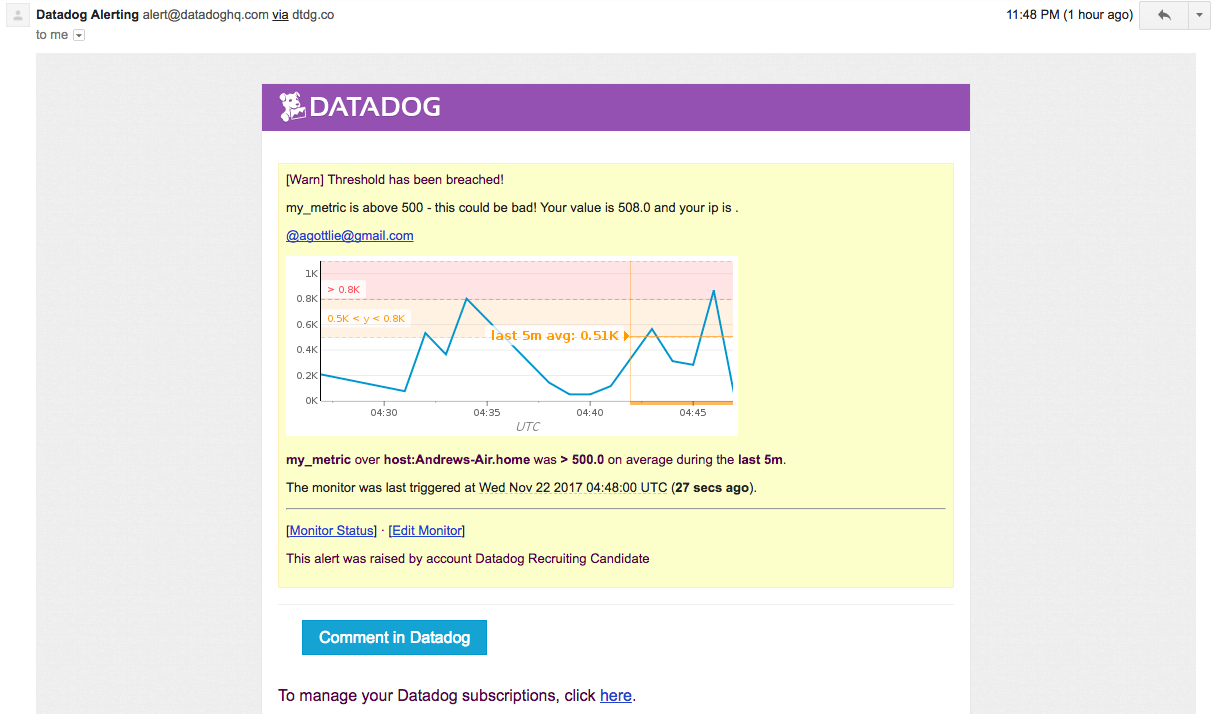 Datadog Alerting alert@datadoghq.com via dtdg.co
11:48 PM (1 hour ago)
to me
DATADOG
[Warn] Threshold has been breached!
my_metric is above 500 - this could be bad! Your value is 508.0 and your ip is .
@agottlie@gmail.com
1K
> 0.8K
0.8K
0.5K < y < 0.8K
0.6K
last 5m avg: 0.51K
0.4K
0.2K
0K
04:30 04:35 04:40 04:45
UTC
my_metric over host:Andrews-Air.home was > 500.0 on average during the last 5m.
The monitor was last triggered at Wed Nov 22 2017 04:48:00 UTC (27 secs ago).
[Monitor Status] · [Edit Monitor]
This alert was raised by account Datadog Recruiting Candidate
Comment in Datadog
To manage your Datadog subscriptions, click here.